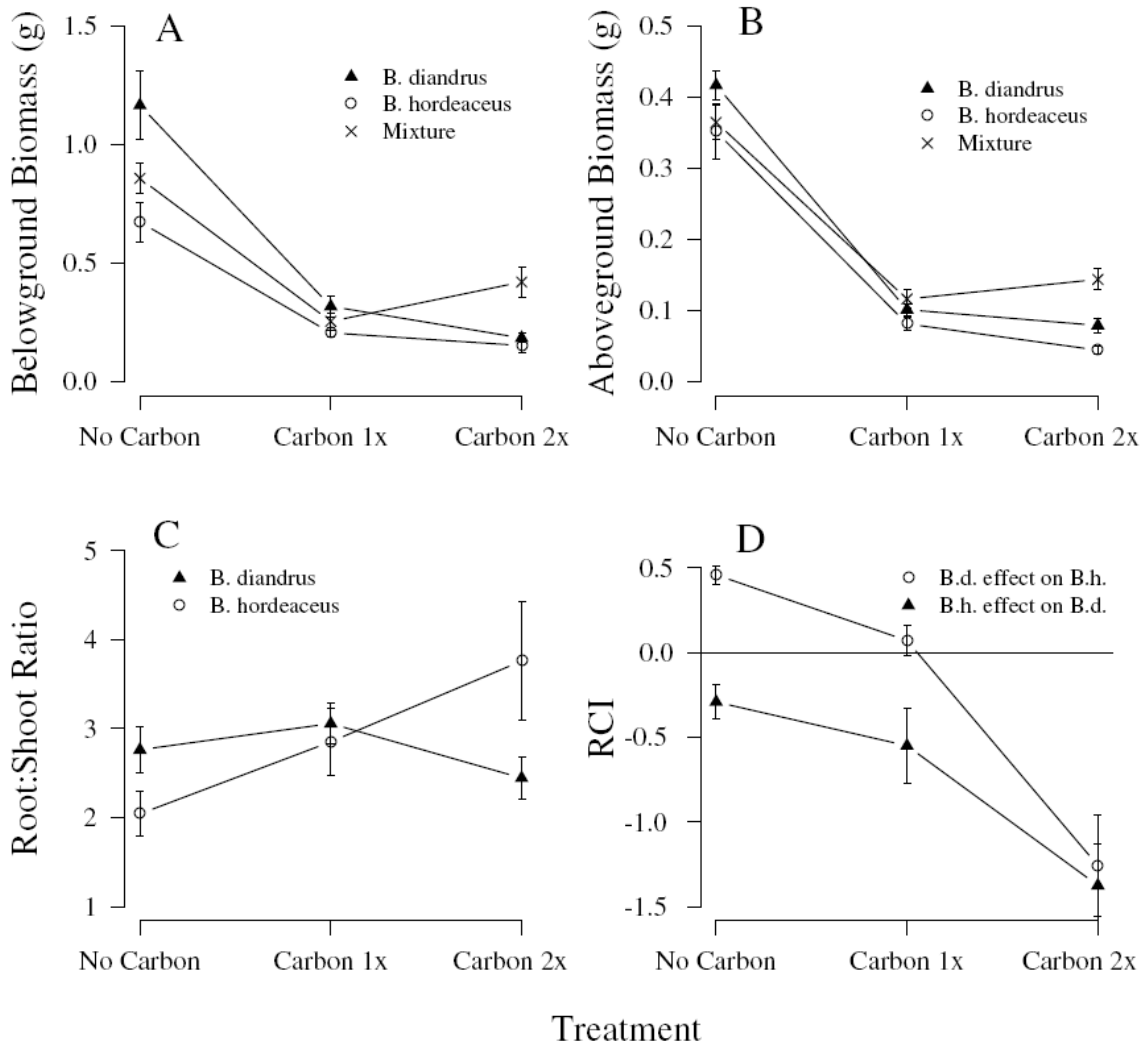 A
Belowground Biomass (g)
1.5
1.0
0.5
0.0
B. diandrus
B. hordeaceus
Mixture
No Carbon Carbon 1x Carbon 2x
B
Aboveground Biomass (g)
0.5
0.4
0.3
0.2
0.1
0.0
B. diandrus
B. hordeaceus
Mixture
No Carbon Carbon 1x Carbon 2x
C
Root:Shoot Ratio
5
4
3
2
1
B. diandrus
B. hordeaceus
No Carbon Carbon 1x Carbon 2x
D
RCI
0.5
0.0
-0.5
-1.0
-1.5
B.d. effect on B.h.
B.h. effect on B.d.
No Carbon Carbon 1x Carbon 2x
Treatment